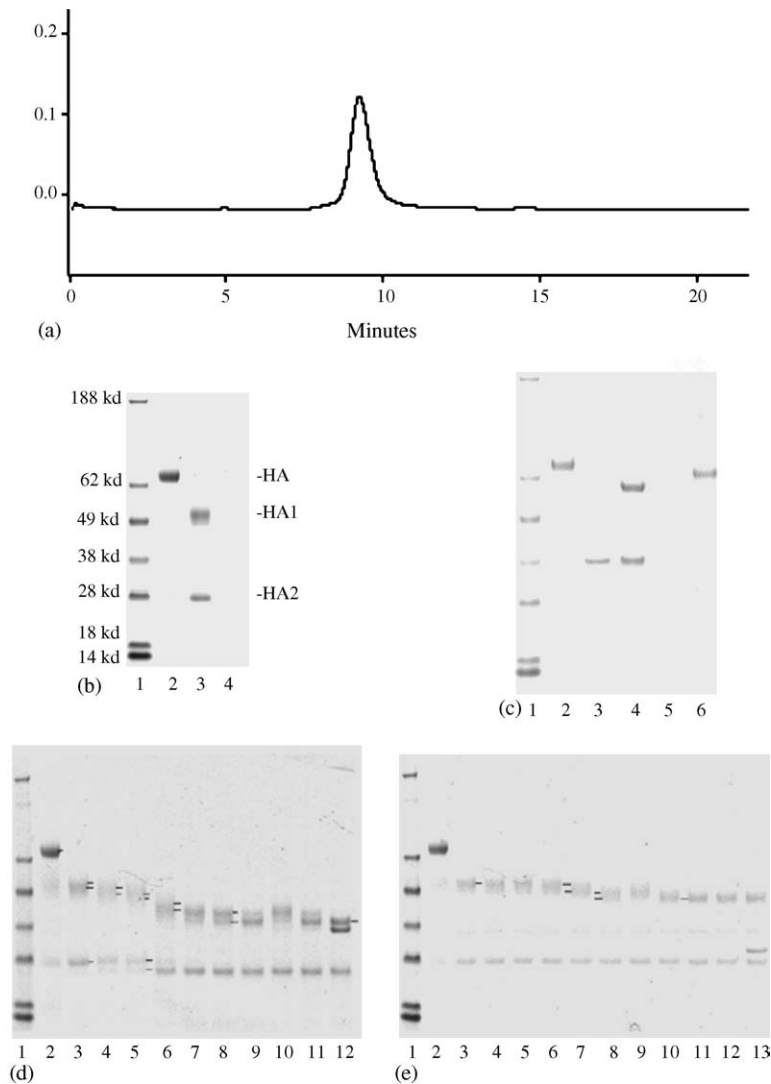 0.2
0.1
0.0
0 5 10 15 20
(a) Minutes
188 kd
62 kd
49 kd
38 kd
28 kd
18 kd
14 kd
-HA
-HA1
-HA2
(b) 1 2 3 4
(c) 1 2 3 4 5 6
1 2 3 4 5 6 7 8 9 10 11 12
(d)
1 2 3 4 5 6 7 8 9 10 11 12 13
(e)